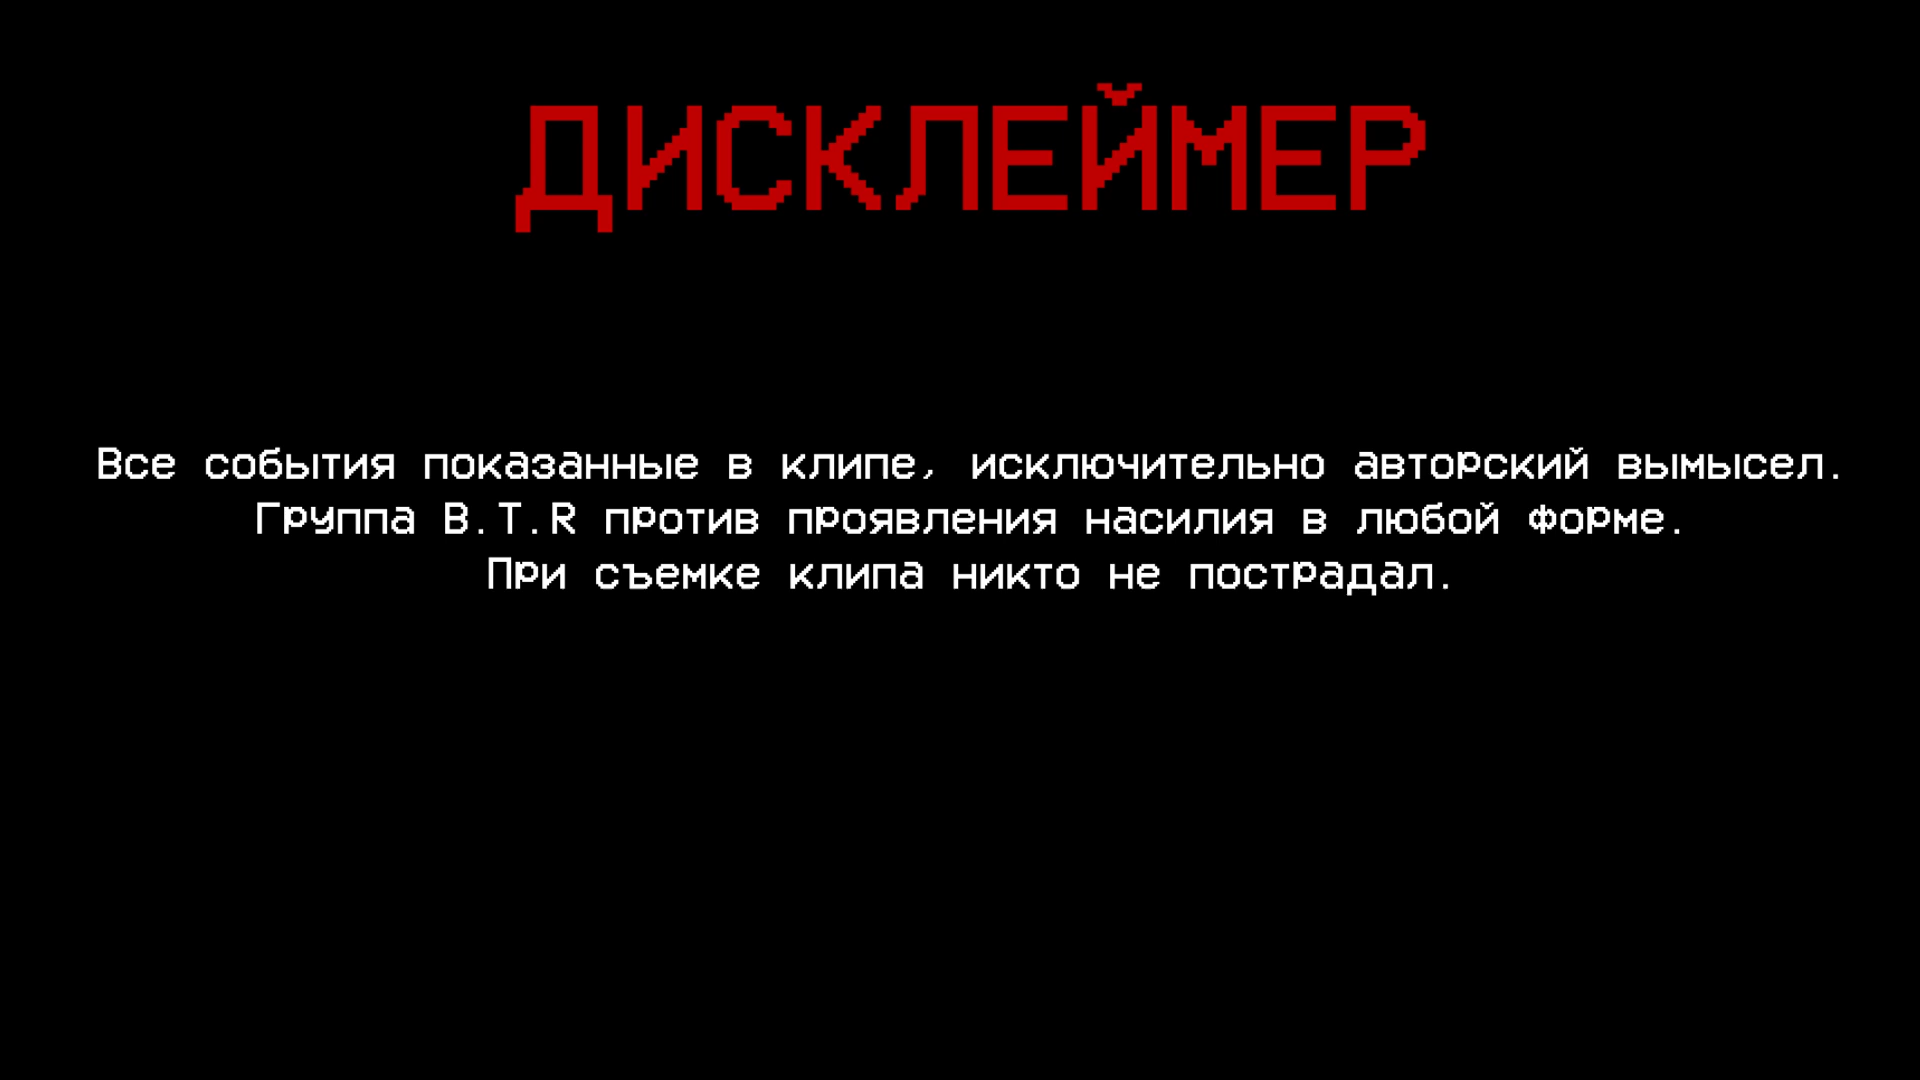 ДИСКЛЕЙМЕР
Все события показанные в клипе, исключительно авторский вымысел.
Группа B.T.R против проявления насилия в любой форме.
При съемке клипа никто не пострадал.